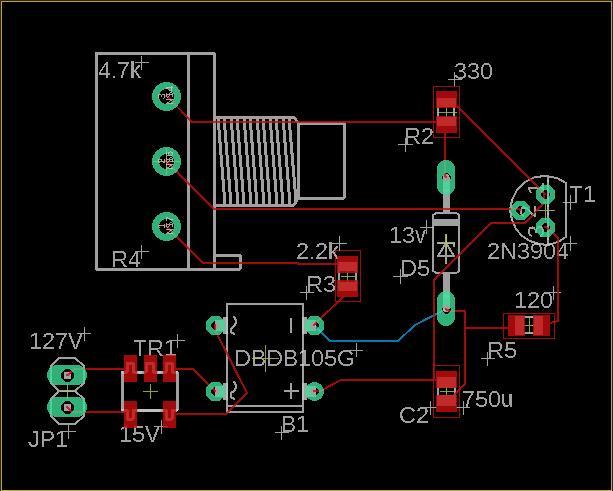 4.7k
330
R2
T1
13v
2N3904
R4
2.2k
D5
R3
120
127V
TR1
DBDB105G
R5
C2
750u
JP1
15V
B1